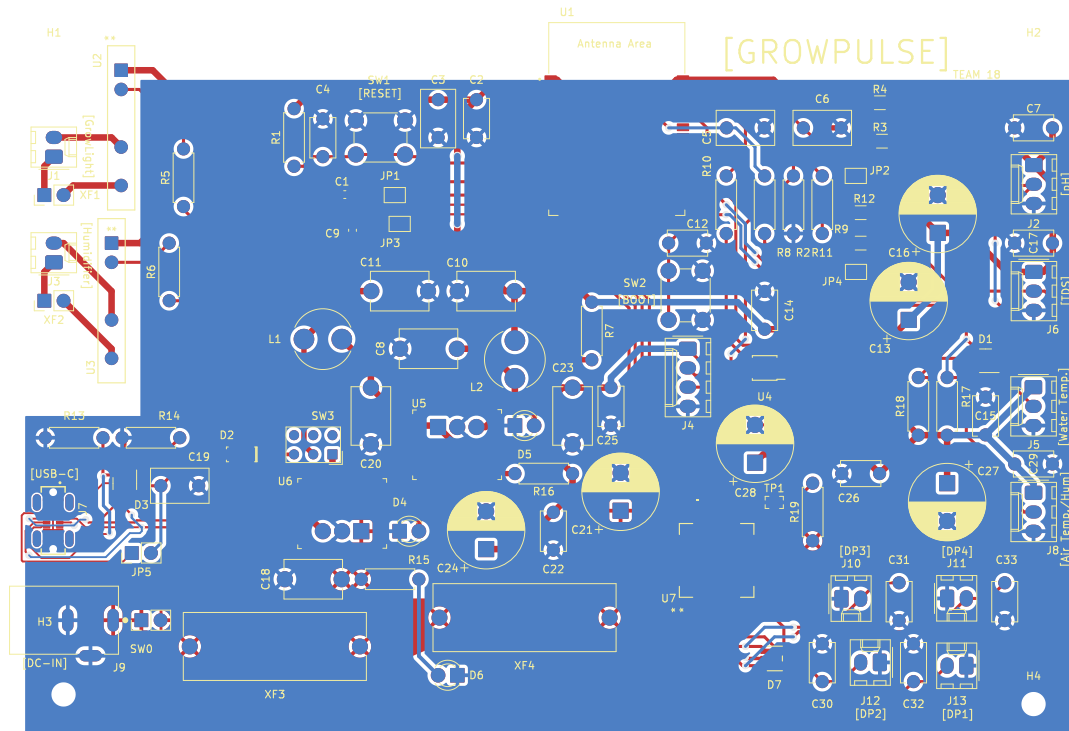 H1
U1
H2
Antenna Area
[GROWPULSE]
TEAM 18
**
U2
SW1
[RESET]
C3
C2
R4
C4
C6
C7
R1
C5
R3
[GrowLight]
J1
XF1
R5
C1
JP1
R10
JP2
[pH]
J2
R12
C9
JP3
C12
R9
C17
C16
[Humidifier]
R8
R2
R11
J3
XF2
R6
C11
C10
SW2
[BOOT]
JP4
[TDS]
J6
C14
L1
C8
R7
C13
D1
U3
C23
L2
U4
R18
R17
C15
[Water Temp.]
J5
U5
R13
R14
SW3
D5
C25
J4
D2
C19
C20
C29
[USB-C]
J7
U6
R16
C28
TP1
C26
C27
D3
D4
C21
R19
J8
[Air Temp/Hum]
JP5
C24
C22
R15
[DP3]
J10
C31
[DP4]
J11
C33
C18
U7
**
H3
SW0
[DC-IN]
J9
XF3
XF4
D6
D7
H4
C30
J12
[DP2]
C32
J13
[DP1]